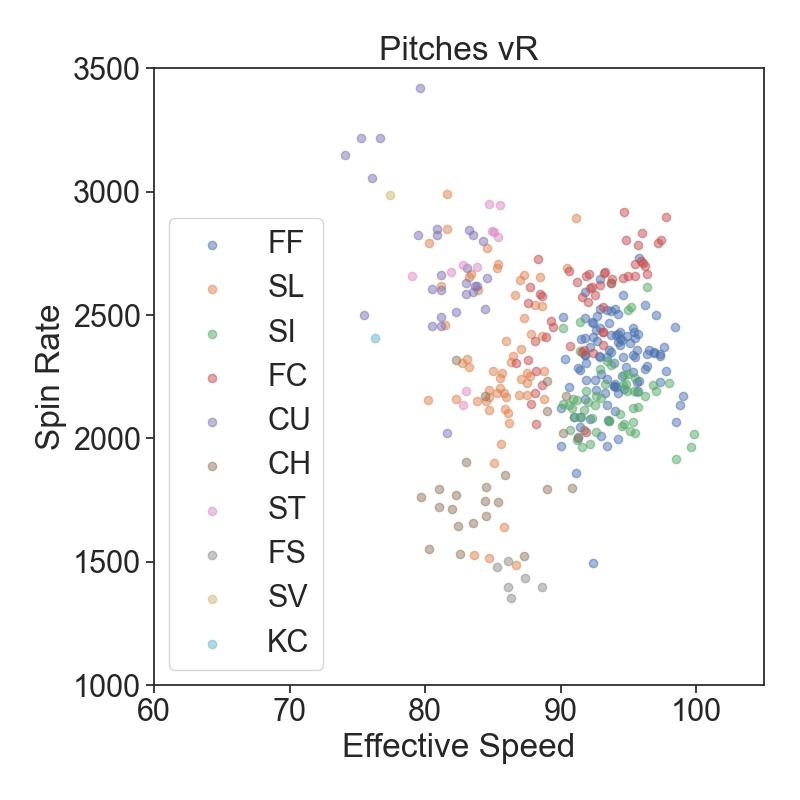 Pitches vR
3500
3000
2500
2000
1500
1000
Spin Rate
FF
SL
SI
FC
CU
CH
ST
FS
SV
KC
60 70 80 90 100
Effective Speed